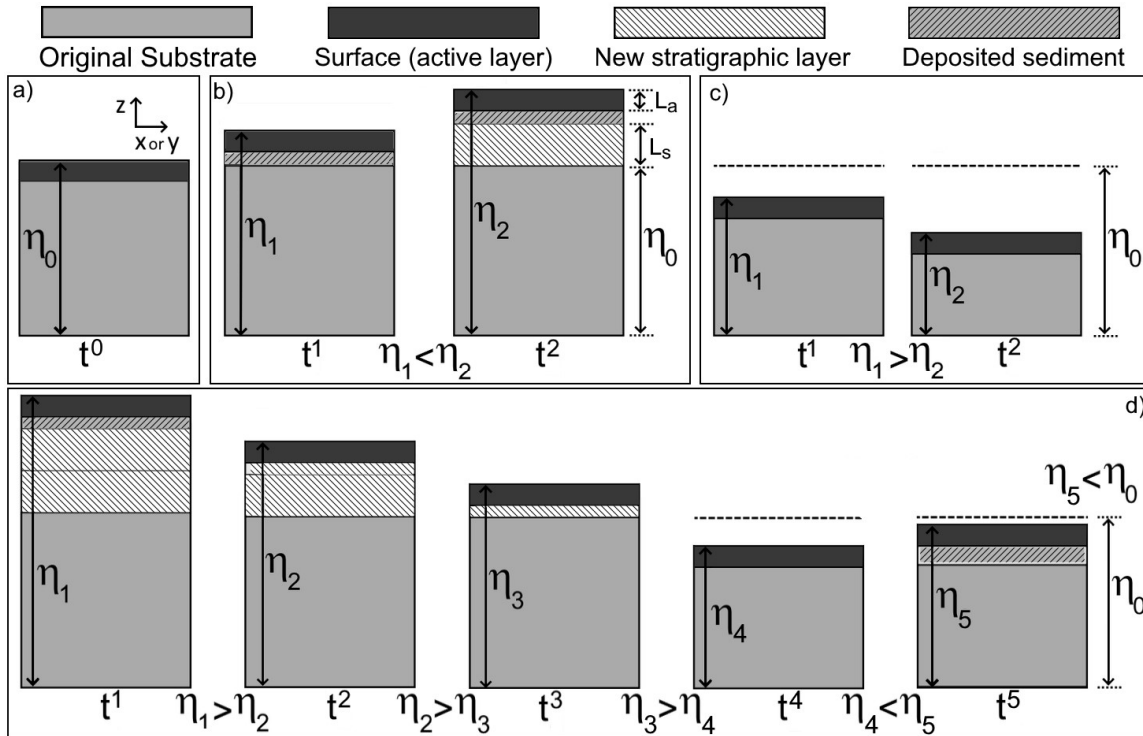 Original Substrate
Surface (active layer)
New stratigraphic layer
Deposited sediment
a)
z
x or y
η₀
t⁰
b)
Lₐ
Lₛ
η₁
η₂
η₀
t¹
η₁<η₂
t²
c)
η₁
η₂
η₀
t¹
η₁>η₂
t²
d)
η₅<η₀
η₁
η₂
η₃
η₄
η₅
η₀
t¹
η₁>η₂
t²
η₂>η₃
t³
η₃>η₄
t⁴
η₄<η₅
t⁵